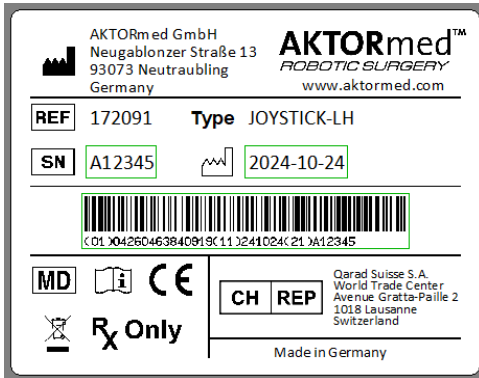 AKTORmed GmbH
Neugablonzer Straße 13
93073 Neutraubling
Germany
AKTORmed™
ROBOTIC SURGERY
www.aktormed.com
REF 172091 Type JOYSTICK-LH
SN A12345 2024-10-24
(01)04260463840919(11)241024(21)A12345
MD i CE
CH REP
Qarad Suisse S.A.
World Trade Center
Avenue Gratta-Paille 2
1018 Lausanne
Switzerland
Rx Only
Made in Germany